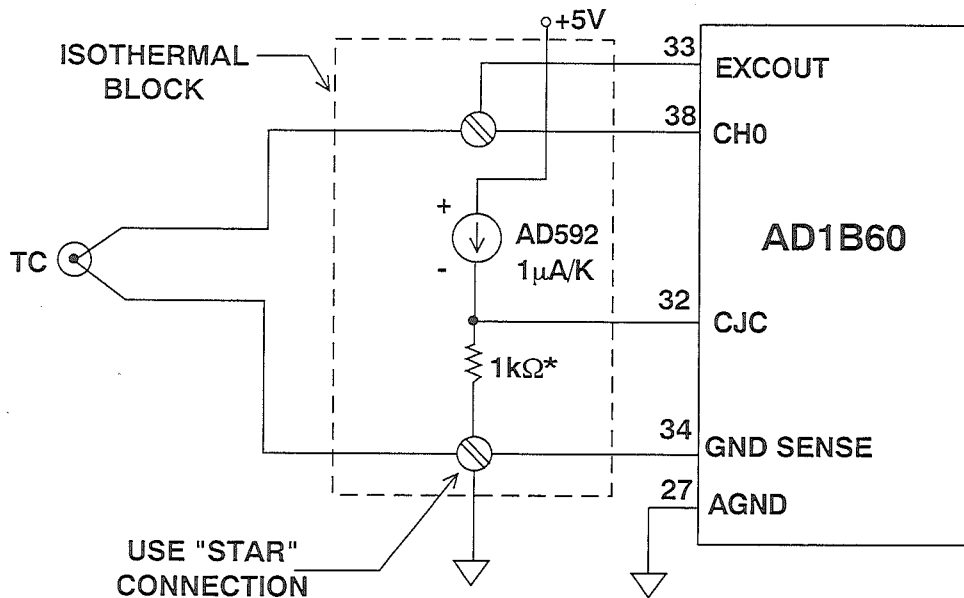 +5V
ISOTHERMAL
BLOCK
33
EXCOUT
38
CH0
+
AD592
1μA/K
-
AD1B60
TC
32
CJC
1kΩ*
34
GND SENSE
27
AGND
USE "STAR"
CONNECTION